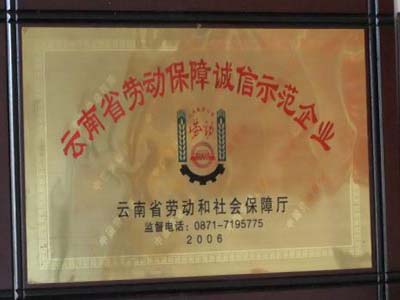 云南省劳动保障诚信示范企业
劳动
云南省劳动和社会保障厅
监督电话：0871-7195775
2006